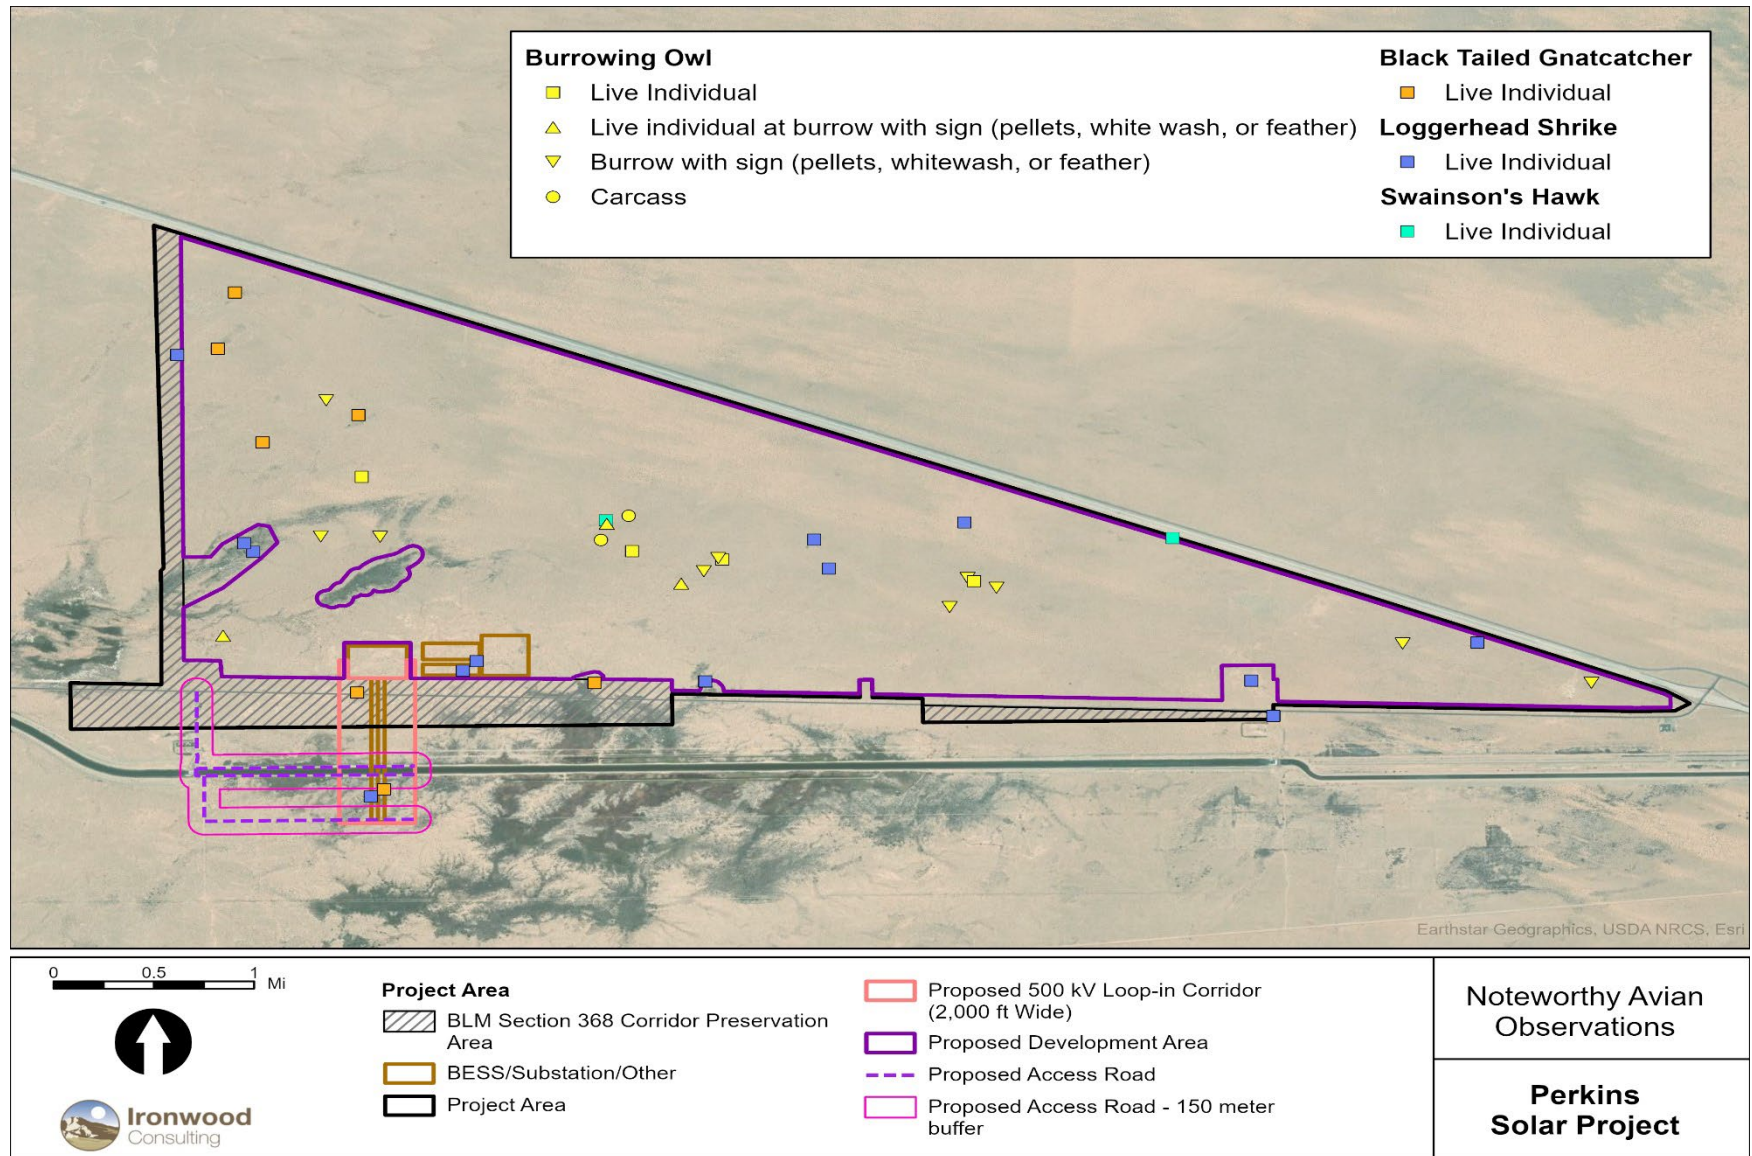 Burrowing Owl
Live Individual
Live individual at burrow with sign (pellets, white wash, or feather)
Burrow with sign (pellets, whitewash, or feather)
Carcass
Black Tailed Gnatcatcher
Live Individual
Loggerhead Shrike
Live Individual
Swainson's Hawk
Live Individual
Earthstar Geographics, USDA NRCS, Esri
0 0.5 1
Mi
Ironwood
Consulting
Project Area
BLM Section 368 Corridor Preservation
Area
BESS/Substation/Other
Project Area
Proposed 500 kV Loop-in Corridor
(2,000 ft Wide)
Proposed Development Area
Proposed Access Road
Proposed Access Road - 150 meter
buffer
Noteworthy Avian
Observations
Perkins
Solar Project